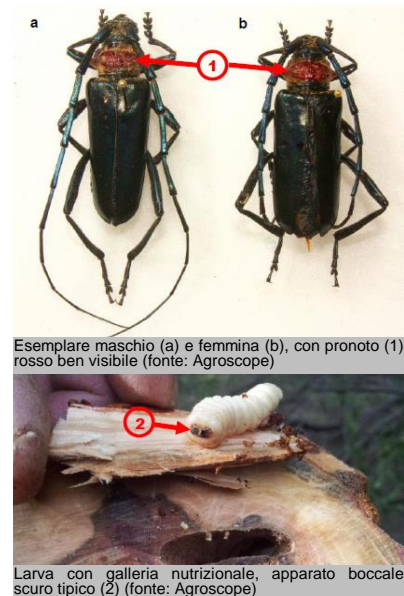 a b
1
Esemplare maschio (a) e femmina (b), con pronoto (1)
rosso ben visibile (fonte: Agroscope)
2
Larva con galleria nutrizionale, apparato boccale
scuro tipico (2) (fonte: Agroscope)